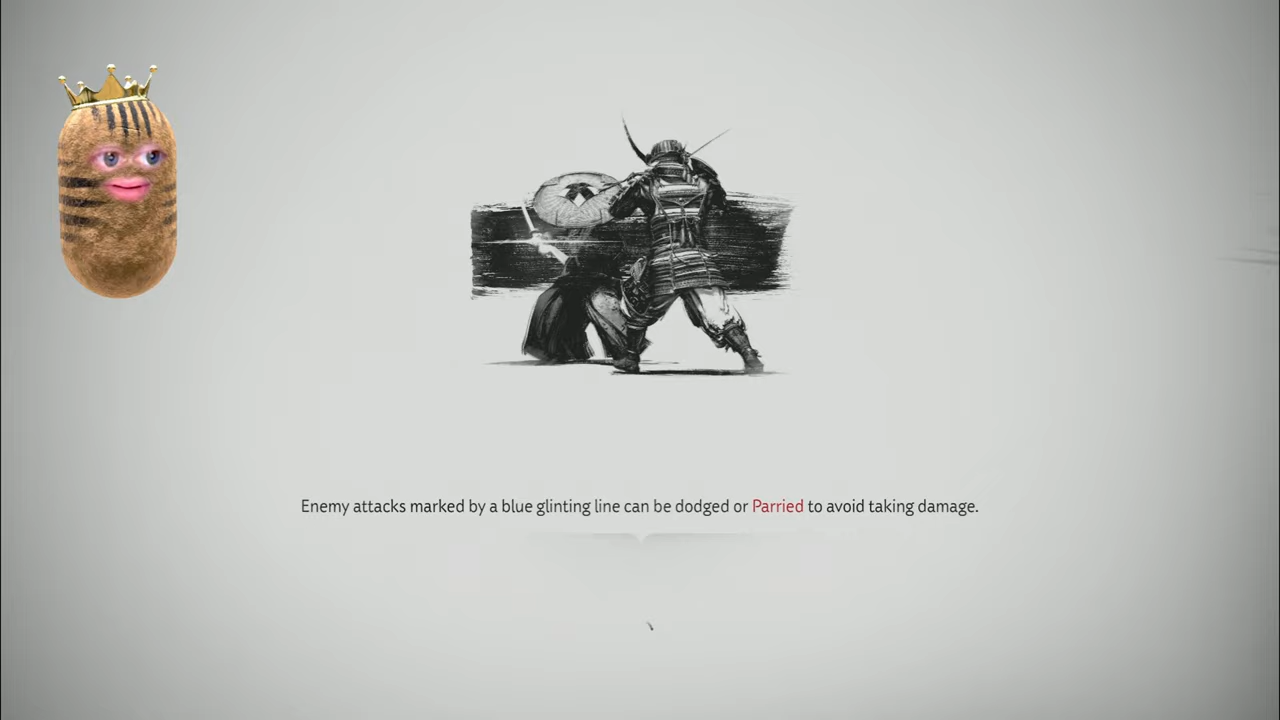 Enemy attacks marked by a blue glinting line can be dodged or Parried to avoid taking damage.